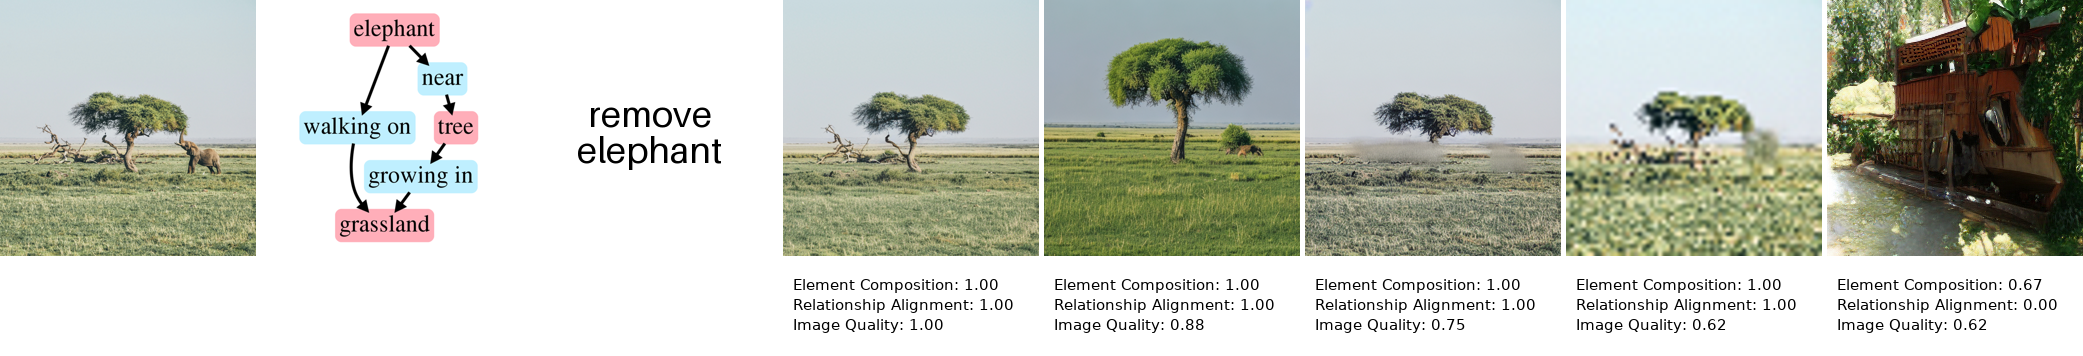 elephant
near
walking on
tree
growing in
grassland
remove
elephant
Element Composition: 1.00
Relationship Alignment: 1.00
Image Quality: 1.00
Element Composition: 1.00
Relationship Alignment: 1.00
Image Quality: 0.88
Element Composition: 1.00
Relationship Alignment: 1.00
Image Quality: 0.75
Element Composition: 1.00
Relationship Alignment: 1.00
Image Quality: 0.62
Element Composition: 0.67
Relationship Alignment: 0.00
Image Quality: 0.62